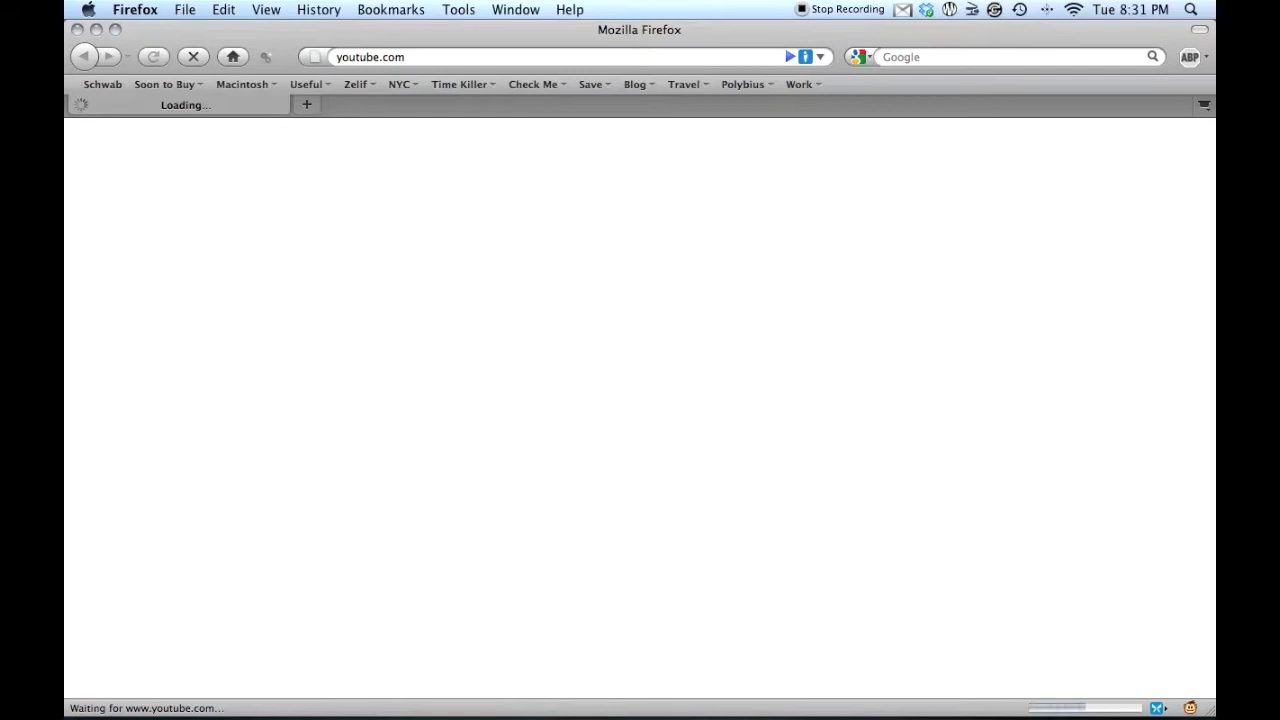 Firefox File Edit View History Bookmarks Tools Window Help Stop Recording Tue 8:31 PM
Mozilla Firefox
youtube.com Google ABP
Schwab Soon to Buy Macintosh Useful Zelif NYC Time Killer Check Me Save Blog Travel Polybius Work
Loading... +
Waiting for www.youtube.com...